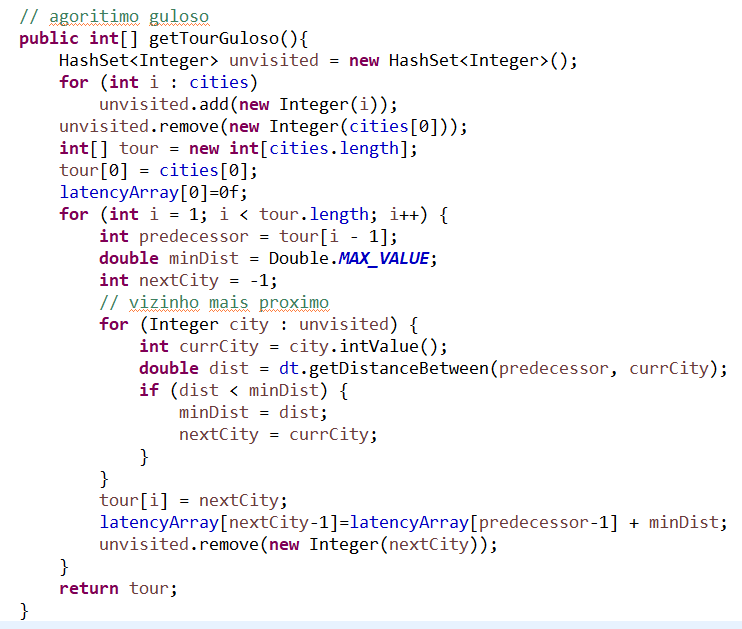 // agoritimo guloso
public int[] getTourGuloso(){
    HashSet<Integer> unvisited = new HashSet<Integer>();
    for (int i : cities)
        unvisited.add(new Integer(i));
    unvisited.remove(new Integer(cities[0]));
    int[] tour = new int[cities.length];
    tour[0] = cities[0];
    latencyArray[0]=0f;
    for (int i = 1; i < tour.length; i++) {
        int predecessor = tour[i - 1];
        double minDist = Double.MAX_VALUE;
        int nextCity = -1;
        // vizinho mais proximo
        for (Integer city : unvisited) {
            int currCity = city.intValue();
            double dist = dt.getDistanceBetween(predecessor, currCity);
            if (dist < minDist) {
                minDist = dist;
                nextCity = currCity;
            }
        }
        tour[i] = nextCity;
        latencyArray[nextCity-1]=latencyArray[predecessor-1] + minDist;
        unvisited.remove(new Integer(nextCity));
    }
    return tour;
}